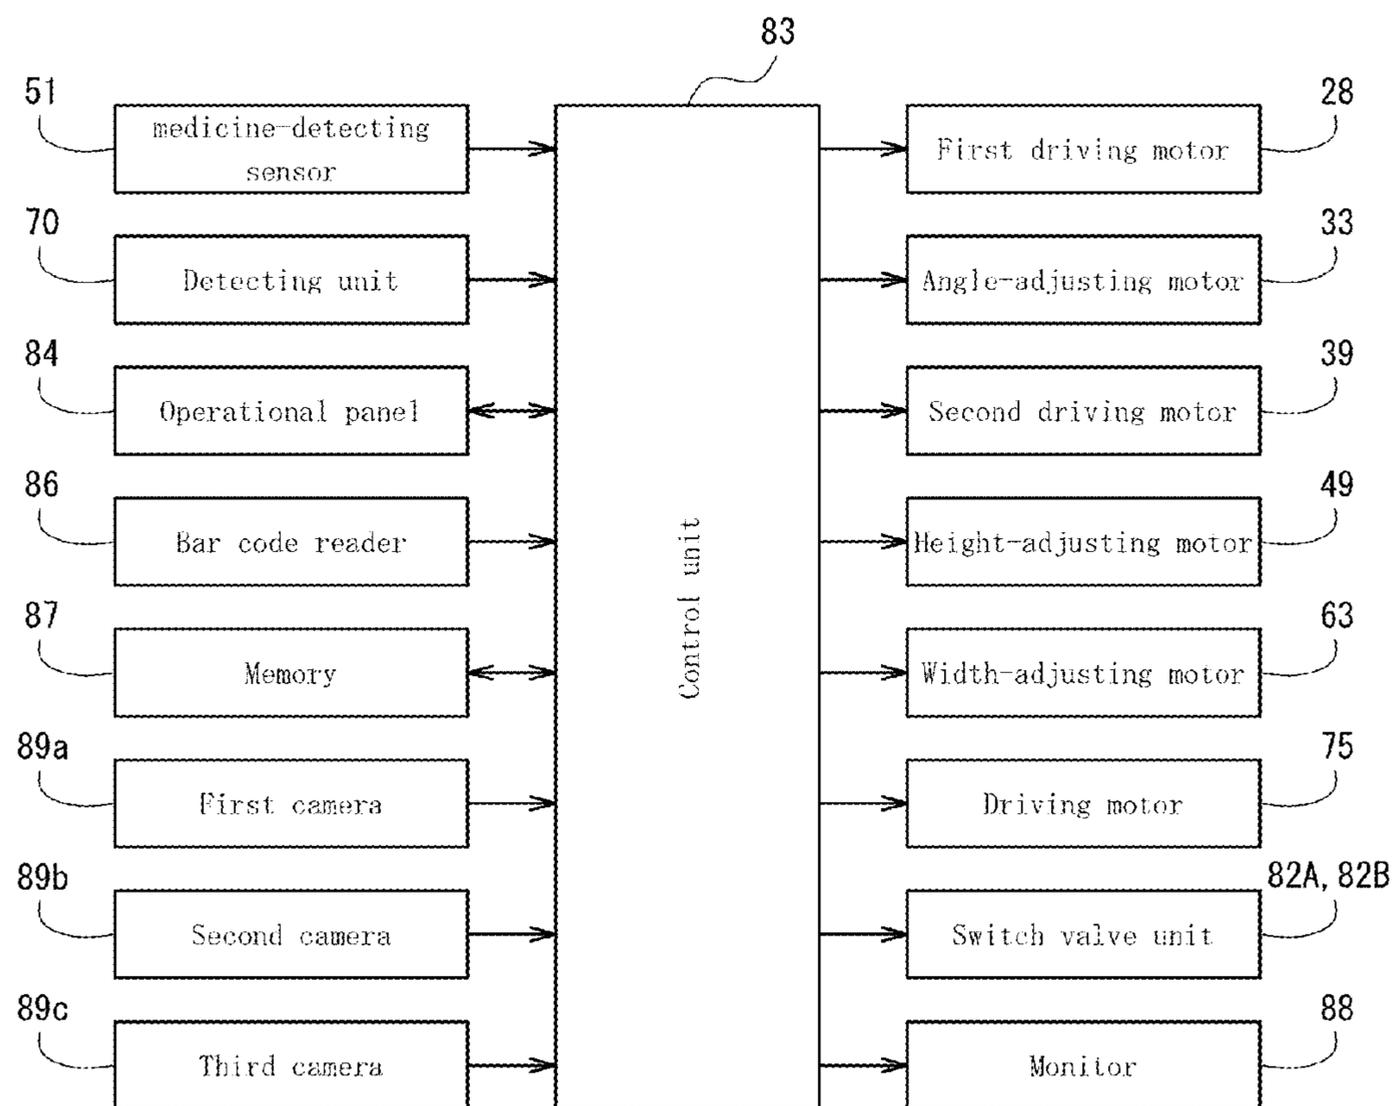 83
51
medicine-detecting
sensor
28
First driving motor
70
Detecting unit
33
Angle-adjusting motor
84
Operational panel
39
Second driving motor
86
Bar code reader
49
Height-adjusting motor
Control unit
87
Memory
63
Width-adjusting motor
89a
First camera
75
Driving motor
89b
Second camera
82A, 82B
Switch valve unit
89c
Third camera
88
Monitor